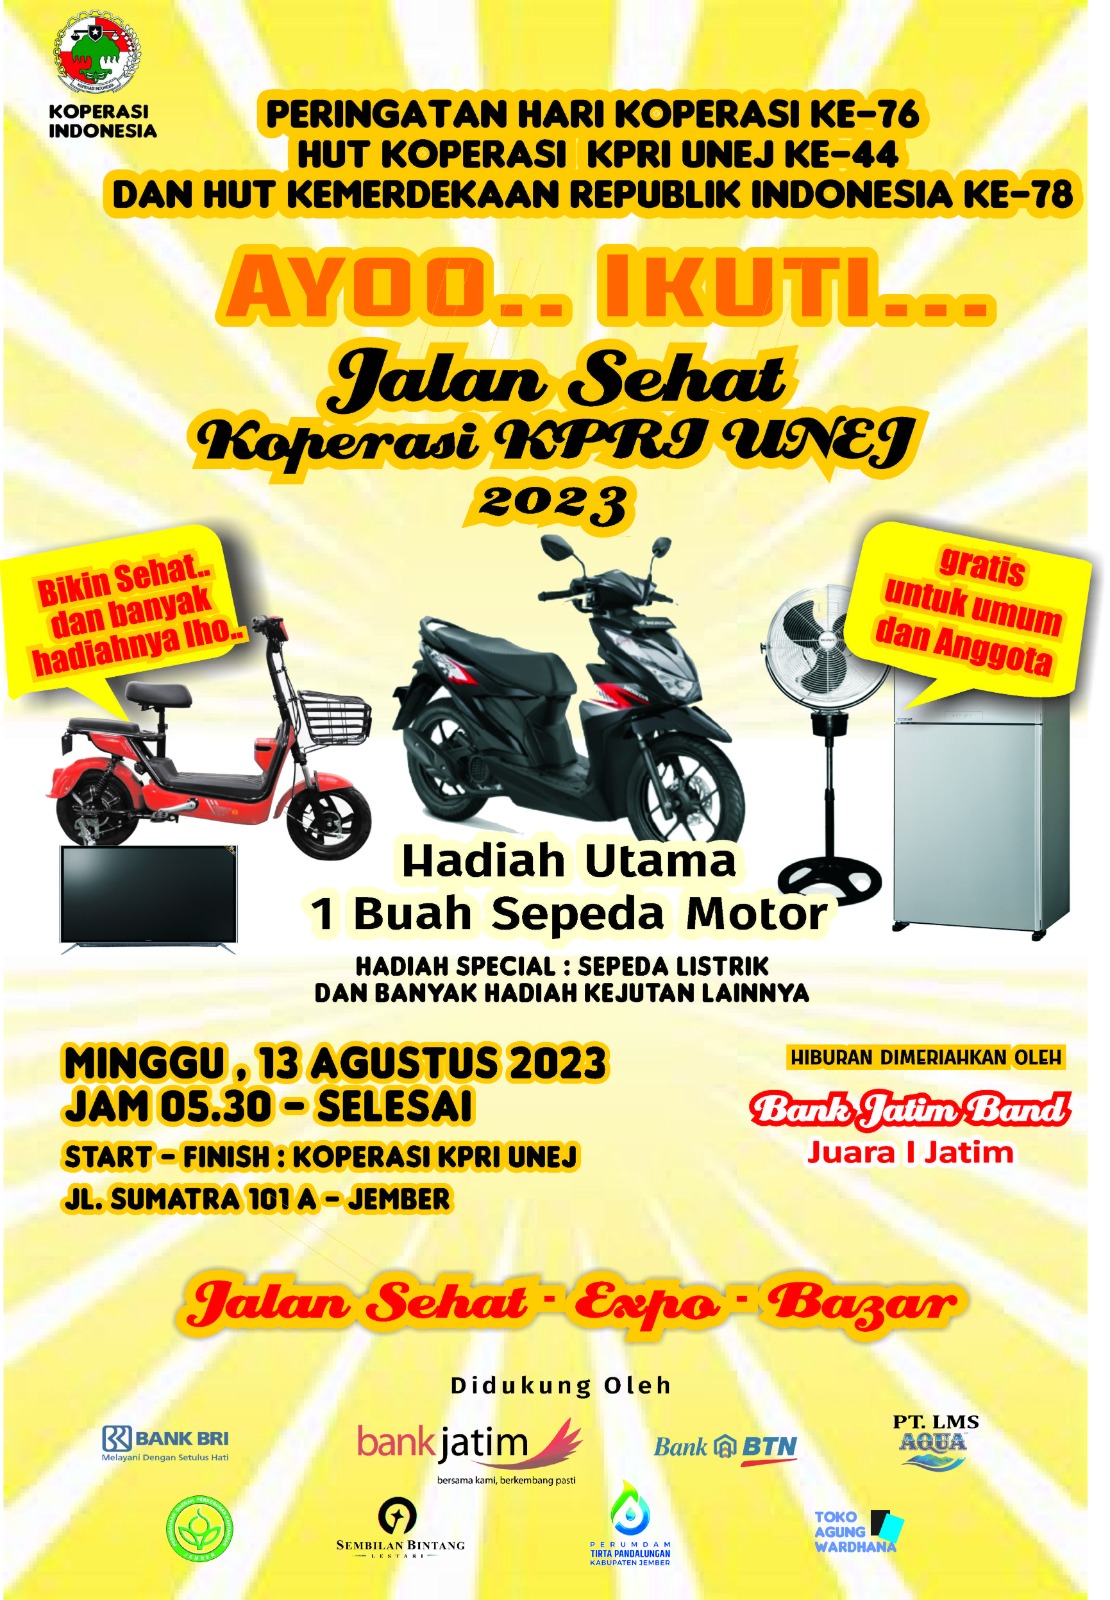 KOPERASI
INDONESIA
PERINGATAN HARI KOPERASI KE-76
HUT KOPERASI KPRI UNEJ KE-44
DAN HUT KEMERDEKAAN REPUBLIK INDONESIA KE-78
AYOO.. IKUTI...
Jalan Sehat
Koperasi KPRI UNEJ
2023
Bikin Sehat..
dan banyak
hadiahnya lho..
gratis
untuk umum
dan Anggota
Hadiah Utama
1 Buah Sepeda Motor
HADIAH SPECIAL : SEPEDA LISTRIK
DAN BANYAK HADIAH KEJUTAN LAINNYA
MINGGU , 13 AGUSTUS 2023
JAM 05.30 - SELESAI
START - FINISH : KOPERASI KPRI UNEJ
JL. SUMATRA 101 A - JEMBER
HIBURAN DIMERIAHKAN OLEH
Bank Jatim Band
Juara I Jatim
Jalan Sehat - Expo - Bazar
Didukung Oleh
BANK BRI
Melayani Dengan Setulus Hati
bankjatim
bersama kami, berkembang pasti
Bank BTN
PT. LMS
AQUA
JEMBER
SEMBILAN BINTANG
LESTARI
PERUMDAM
TIRTA PANDALUNGAN
KABUPATEN JEMBER
TOKO
AGUNG
WARDHANA